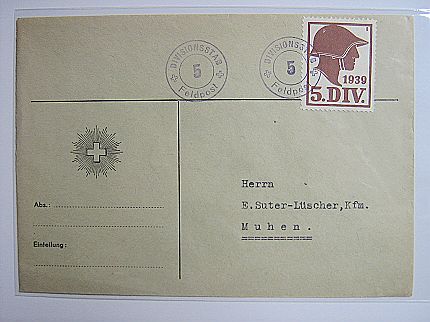 DIVISIONSSTAB
5
Feldpost
DIVISIONSSTAB
5
Feldpost
1939
5. DIV.
Abs.:
Einteilung:
Herrn
E.Suter-Lüscher,Kfm.
Muhen.